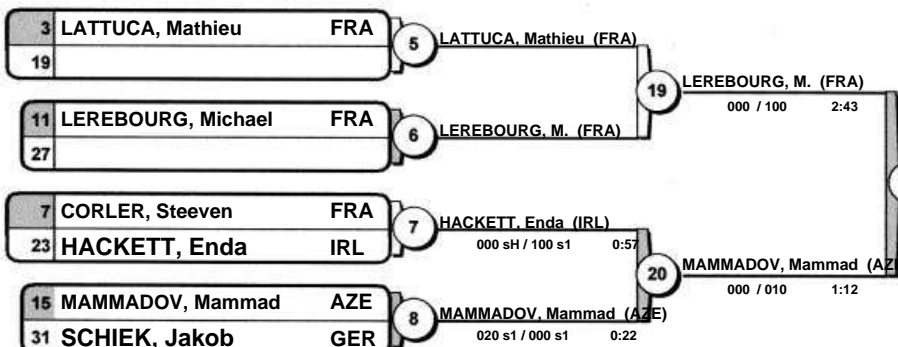 3 LATTUCA, Mathieu FRA
19
5
LATTUCA, Mathieu (FRA)
11 LEREBOURG, Michael FRA
27
6
LEREBOURG, M. (FRA)
19
LEREBOURG, M. (FRA)
000 / 100 2:43
7 CORLER, Steeven FRA
23 HACKETT, Enda IRL
7
HACKETT, Enda (IRL)
000 sH / 100 s1 0:57
15 MAMMADOV, Mammad AZE
31 SCHIEK, Jakob GER
8
MAMMADOV, Mammad (AZE)
020 s1 / 000 s1 0:22
20
MAMMADOV, Mammad (AZE
000 / 010 1:12